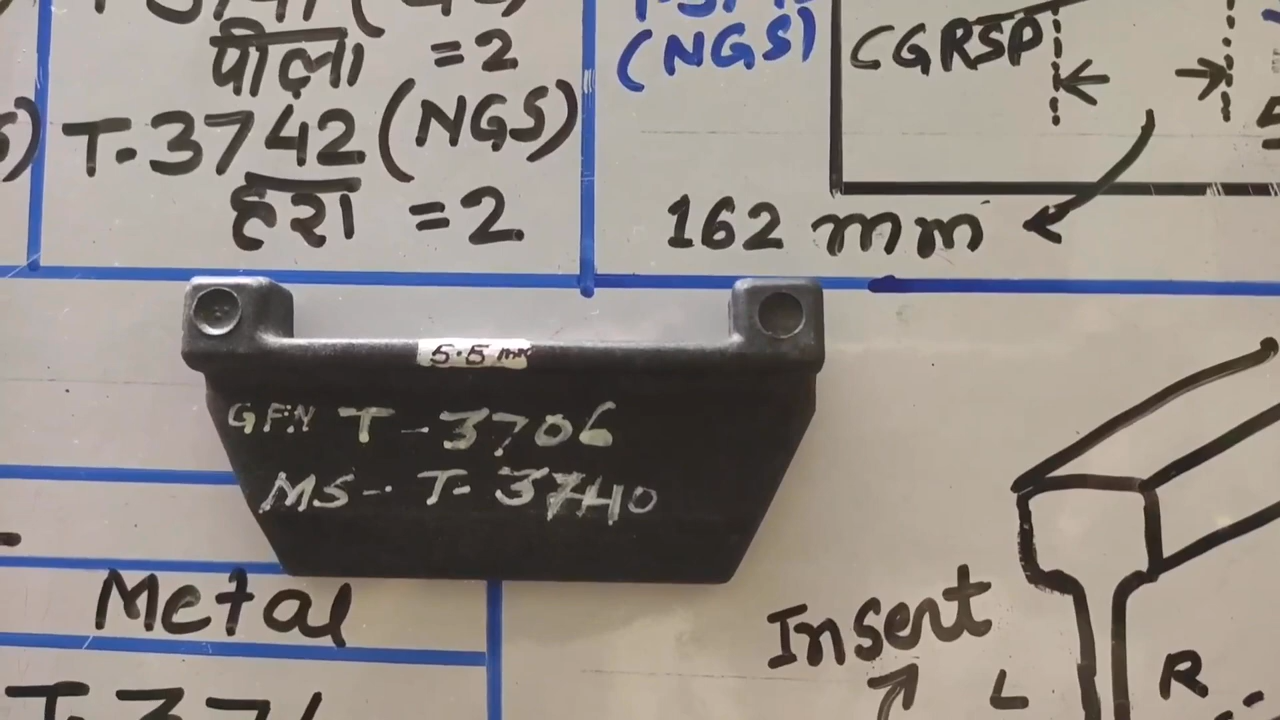 पीला =2
T-3742 (NGS)
हरा =2
(NGS)
CGRSP
162 mm
5.5 mm
GFN T-3706
MS-- T-3740
Metal
Insert
L R